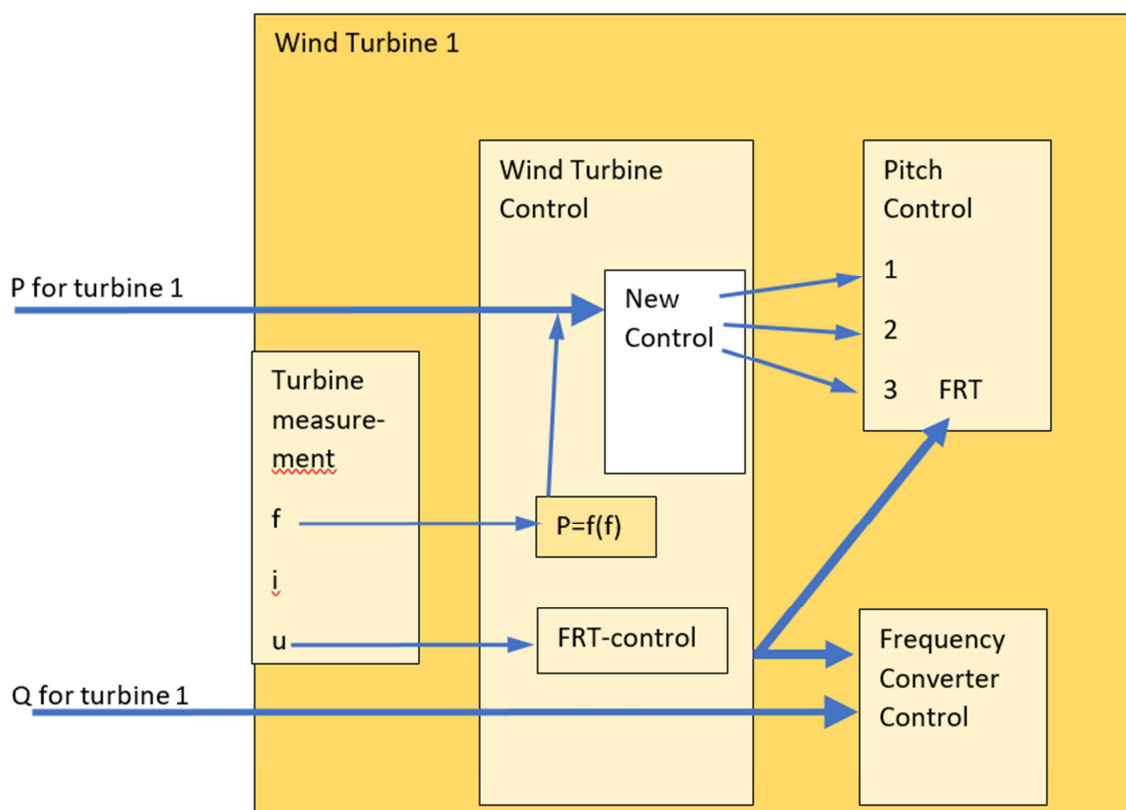 Wind Turbine 1
Wind Turbine
Control
Pitch
Control
1
2
3 FRT
P for turbine 1
New
Control
Turbine
measure-
ment
f
i
u
P=f(f)
FRT-control
Frequency
Converter
Control
Q for turbine 1